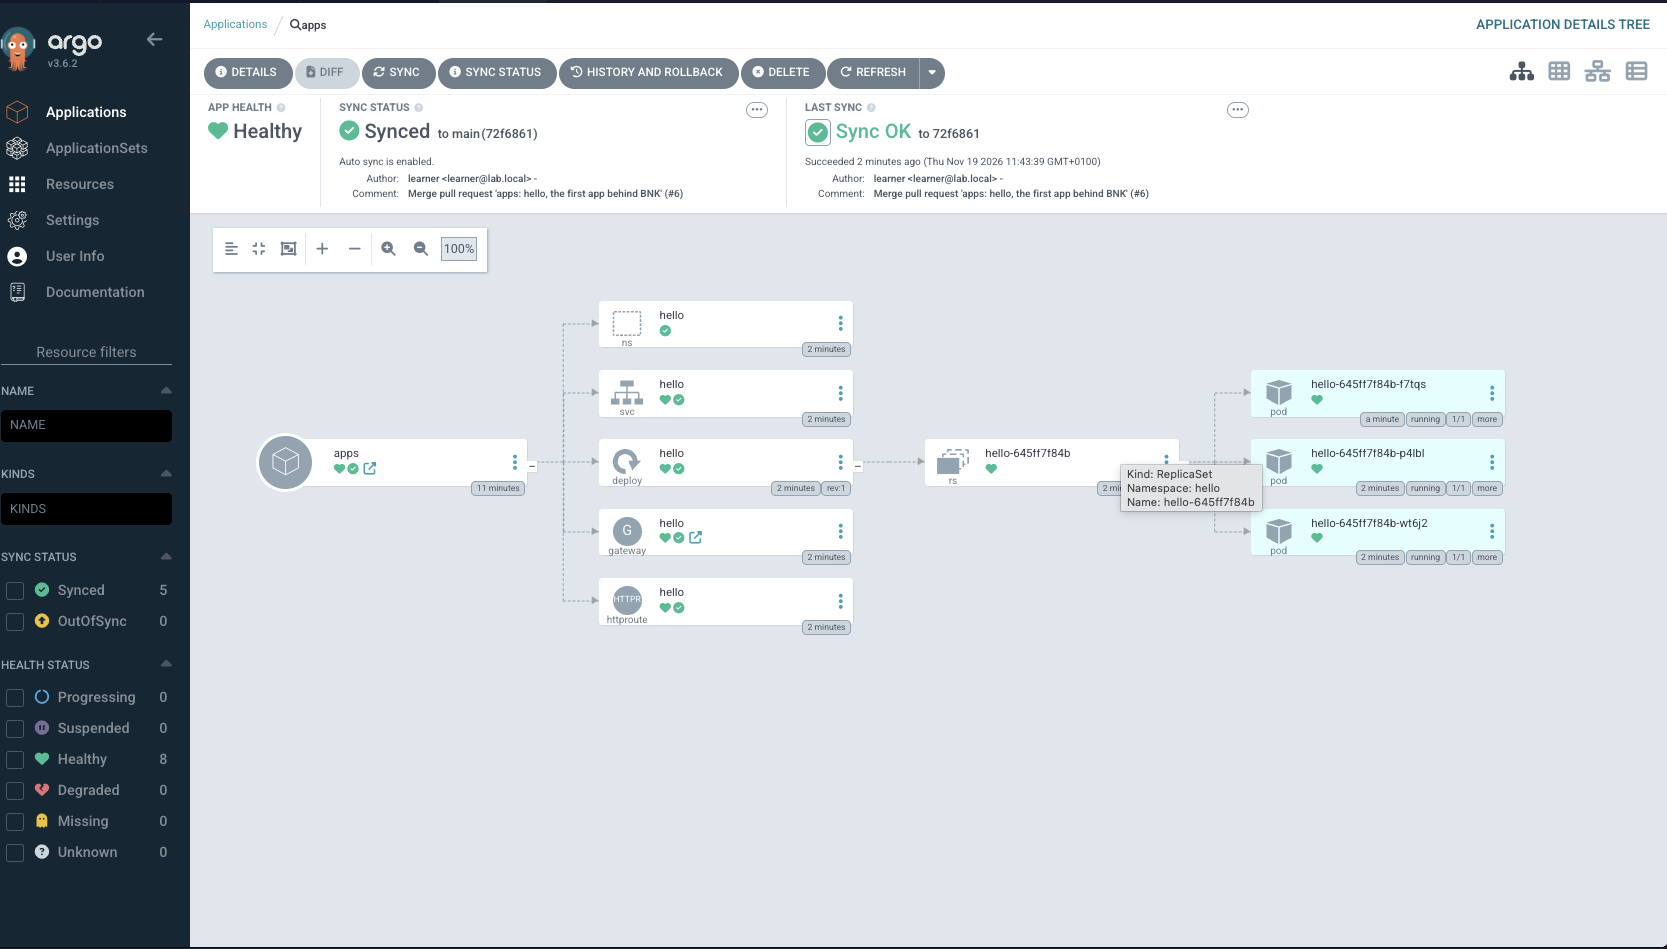 argo
v3.6.2
Applications
ApplicationSets
Resources
Settings
User Info
Documentation
Resource filters
NAME
NAME
KINDS
KINDS
SYNC STATUS
Synced 5
OutOfSync 0
HEALTH STATUS
Progressing 0
Suspended 0
Healthy 8
Degraded 0
Missing 0
Unknown 0
Applications / apps
APPLICATION DETAILS TREE
DETAILS DIFF SYNC SYNC STATUS HISTORY AND ROLLBACK DELETE REFRESH
APP HEALTH
Healthy
SYNC STATUS
Synced to main (72f6861)
Auto sync is enabled.
Author: learner <learner@lab.local> -
Comment: Merge pull request 'apps: hello, the first app behind BNK' (#6)
LAST SYNC
Sync OK to 72f6861
Succeeded 2 minutes ago (Thu Nov 19 2026 11:43:39 GMT+0100)
Author: learner <learner@lab.local> -
Comment: Merge pull request 'apps: hello, the first app behind BNK' (#6)
100%
apps
11 minutes
hello
ns
2 minutes
hello
svc
2 minutes
hello
deploy
2 minutes rev:1
G
hello
gateway
2 minutes
HTTPR
hello
httproute
2 minutes
hello-645ff7f84b
rs
2 mi
Kind: ReplicaSet
Namespace: hello
Name: hello-645ff7f84b
hello-645ff7f84b-f7tqs
pod
a minute running 1/1 more
hello-645ff7f84b-p4lbl
pod
2 minutes running 1/1 more
hello-645ff7f84b-wt6j2
pod
2 minutes running 1/1 more